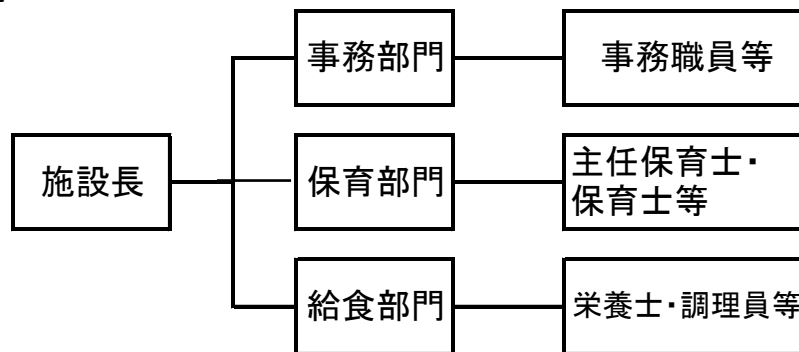 事務部門
事務職員等
施設長
保育部門
主任保育士・
保育士等
給食部門
栄養士・調理員等